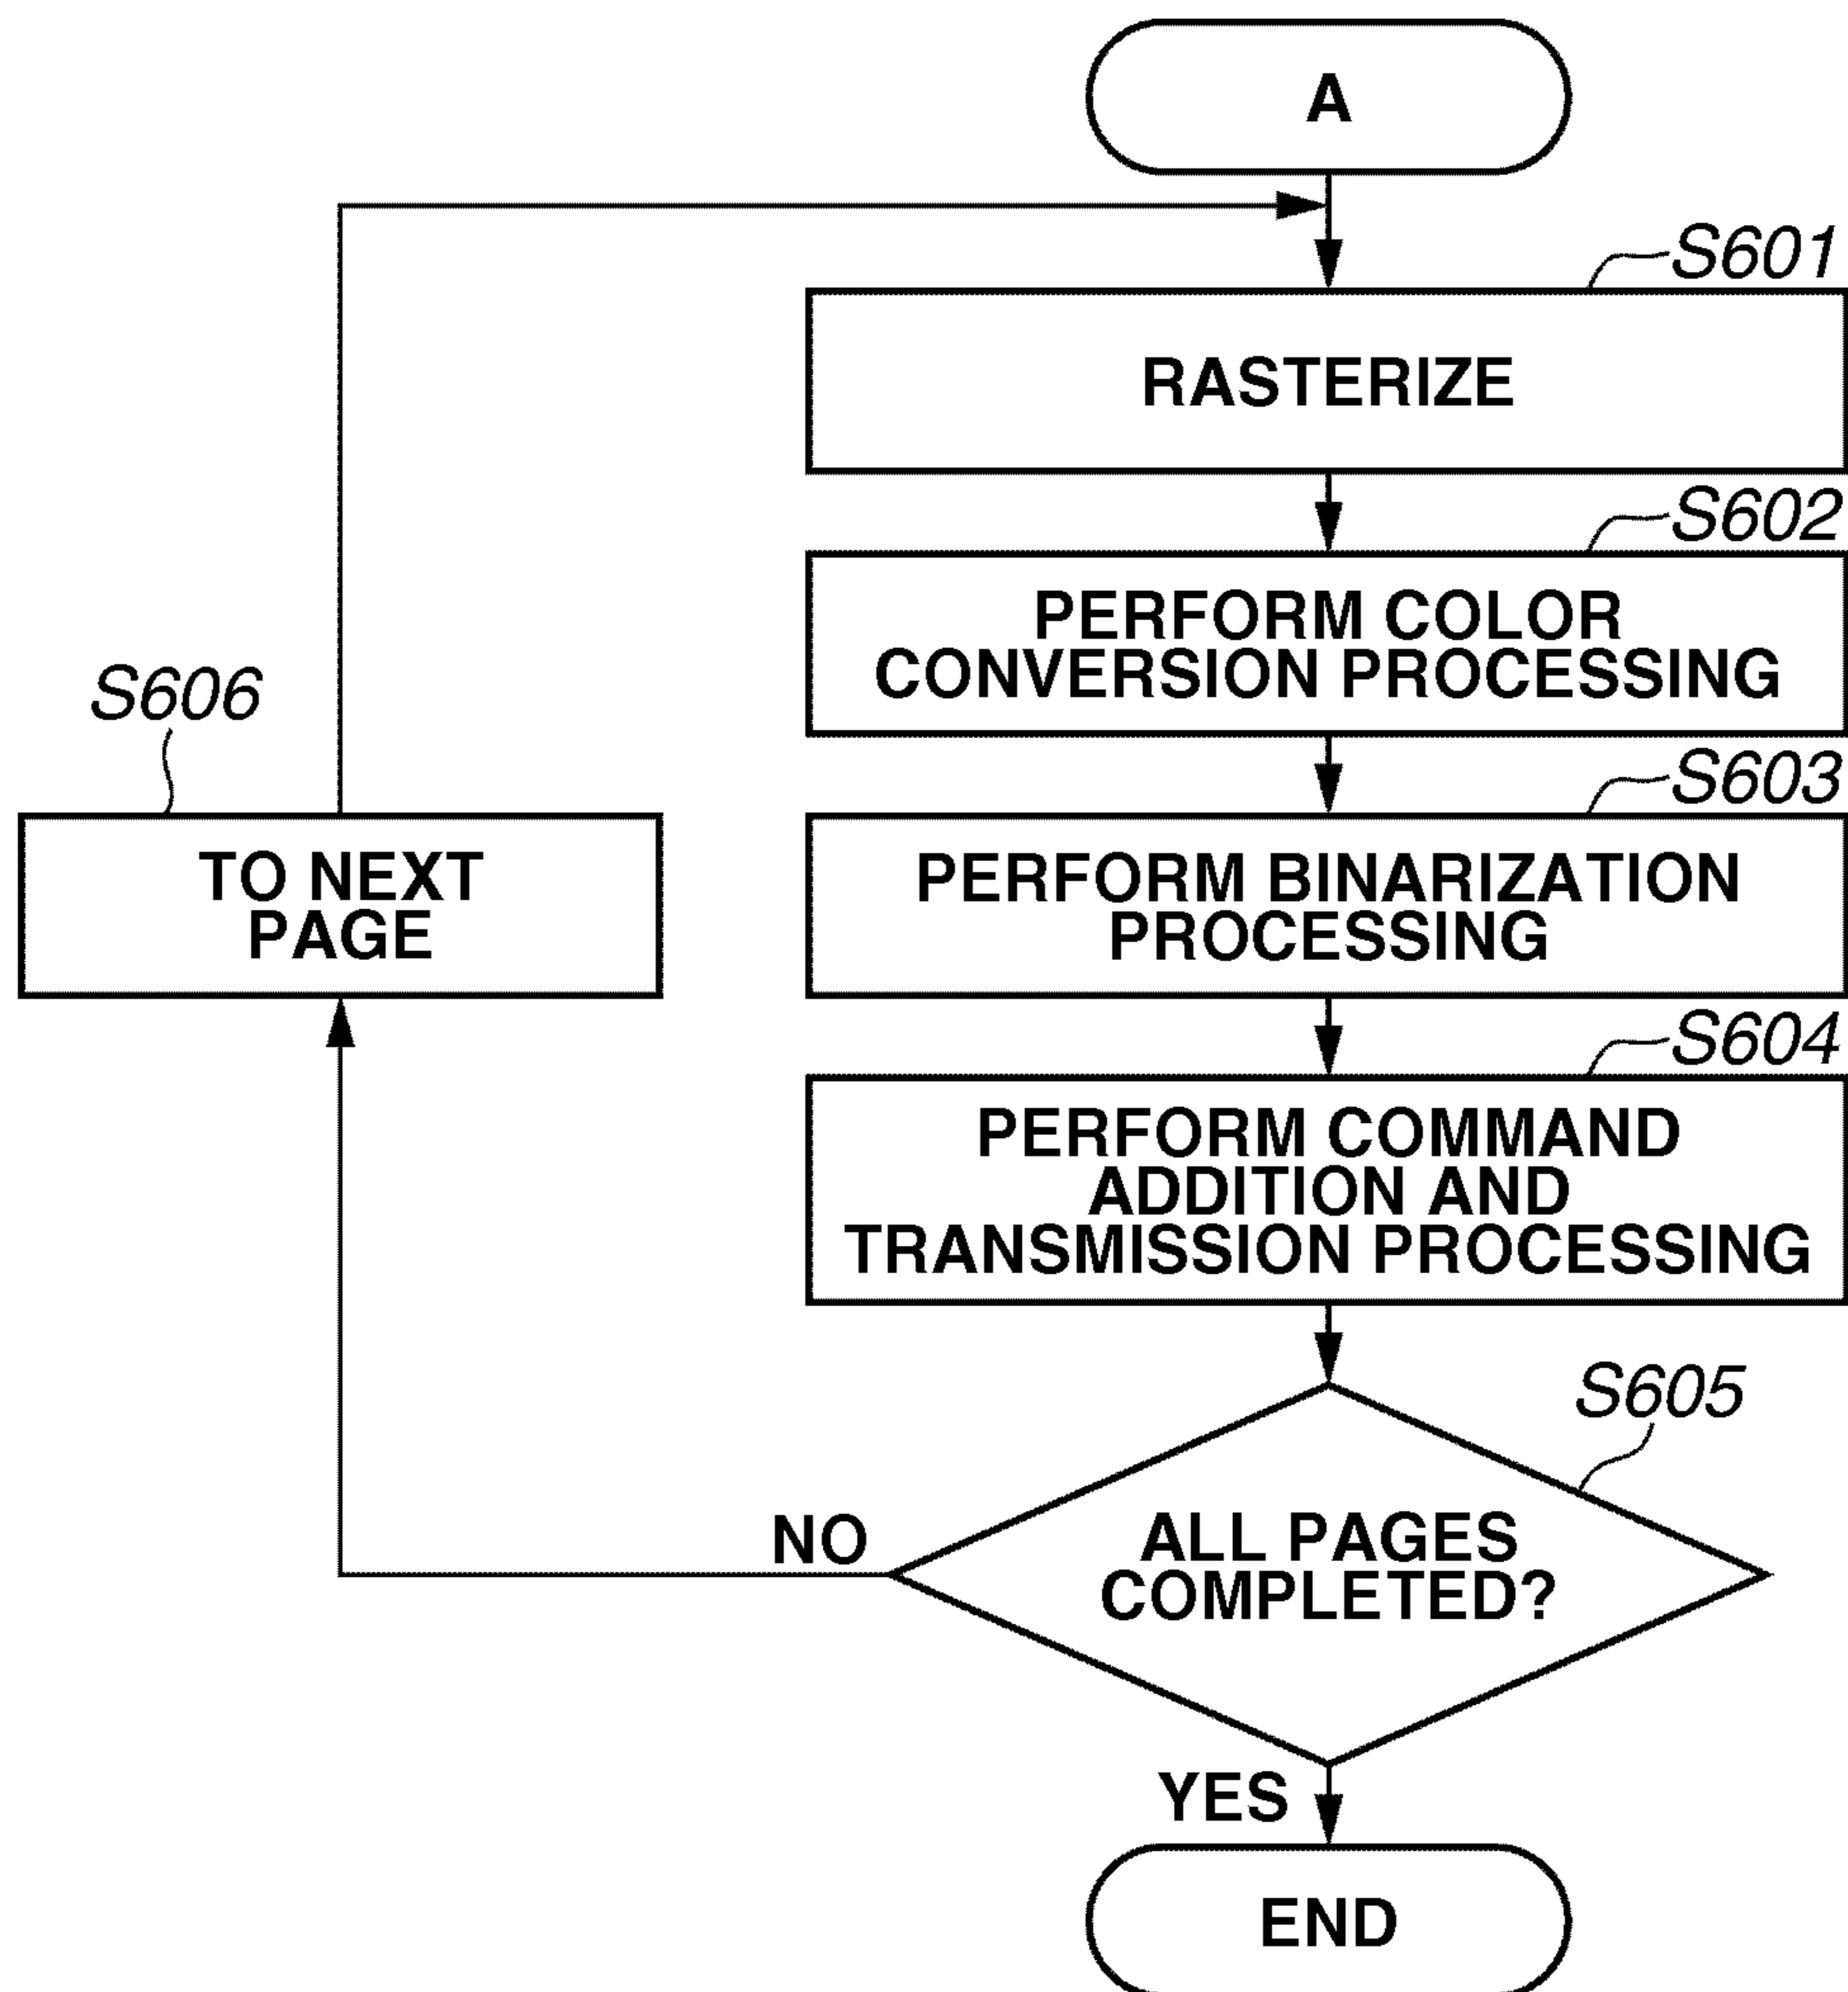 A
S601
RASTERIZE
S602
PERFORM COLOR
CONVERSION PROCESSING
S606
S603
TO NEXT
PAGE
PERFORM BINARIZATION
PROCESSING
S604
PERFORM COMMAND
ADDITION AND
TRANSMISSION PROCESSING
S605
NO
ALL PAGES
COMPLETED?
YES
END